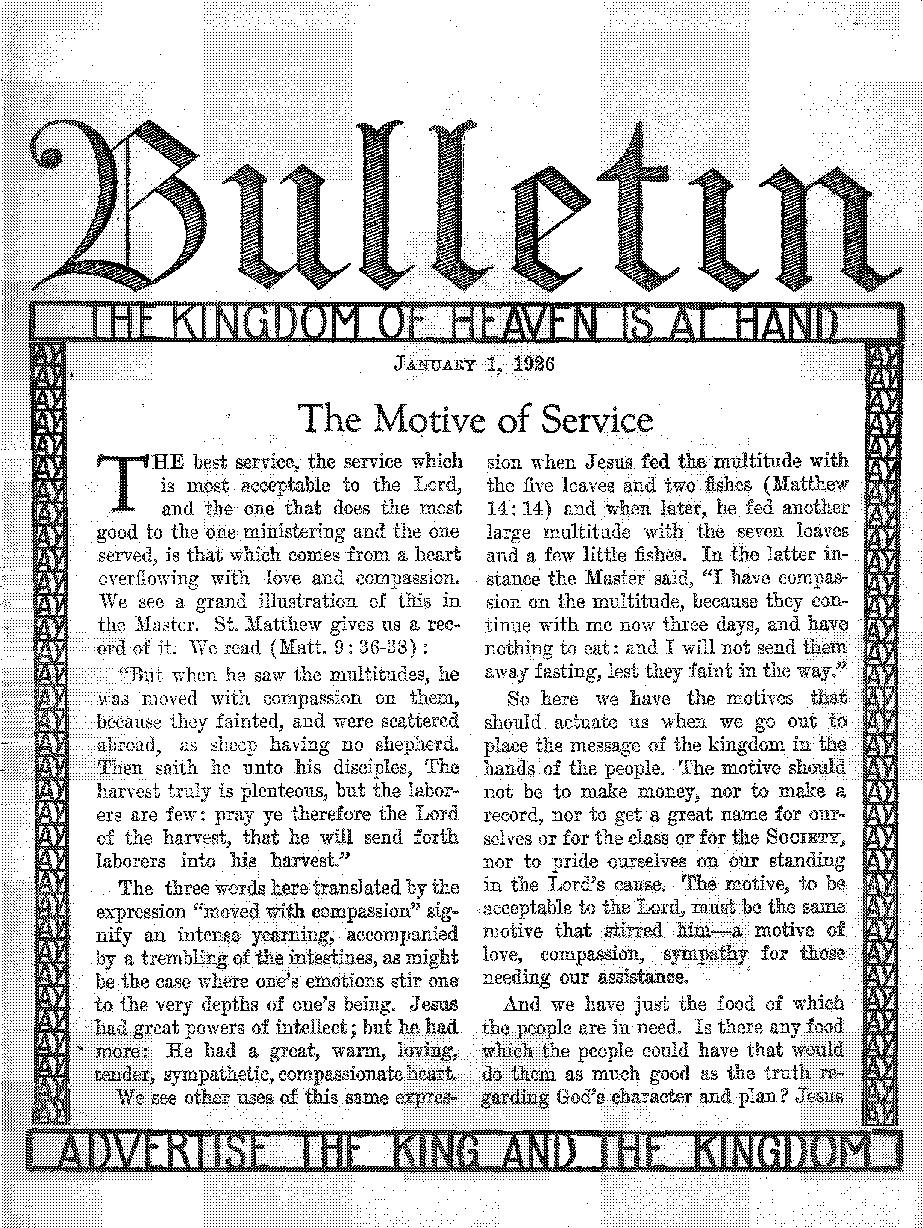 Bulletin
THE KINGDOM OF HEAVEN IS AT HAND
JANUARY 1, 1926
The Motive of Service
THE best service, the service which
is most acceptable to the Lord,
and the one that does the most
good to the one ministering and the one
served, is that which comes from a heart
overflowing with love and compassion.
We see a grand illustration of this in
the Master. St. Matthew gives us a rec-
ord of it. We read (Matt. 9: 36-38) :
"But when he saw the multitudes, he
was moved with compassion on them,
because they fainted, and were scattered
abroad, as sheep having no shepherd.
Then saith he unto his disciples, The
harvest truly is plenteous, but the labor-
ers are few: pray ye therefore the Lord
of the harvest, that he will send forth
laborers into his harvest."
The three words here translated by the
expression "moved with compassion" sig-
nify an intense yearning, accompanied
by a trembling of the intestines, as might
be the case where one's emotions stir one
to the very depths of one's being. Jesus
had great powers of intellect; but he had
more: He had a great, warm, loving,
tender, sympathetic, compassionate heart.
We see other uses of this same expres-
sion when Jesus fed the multitude with
the five loaves and two fishes (Matthew
14: 14) and when later, he fed another
large multitude with the seven loaves
and a few little fishes. In the latter in-
stance the Master said, "I have compas-
sion on the multitude, because they con-
tinue with me now three days, and have
nothing to eat: and I will not send them
away fasting, lest they faint in the way."
So here we have the motives that
should actuate us when we go out to
place the message of the kingdom in the
hands of the people. The motive should
not be to make money, nor to make a
record, nor to get a great name for our-
selves or for the class or for the SOCIETY,
nor to pride ourselves on our standing
in the Lord's cause. The motive, to be
acceptable to the Lord, must be the same
motive that stirred him—a motive of
love, compassion, sympathy for those
needing our assistance.
And we have just the food of which
the people are in need. Is there any food
which the people could have that would
do them as much good as the truth re-
garding God's character and plan? Jesus
ADVERTISE THE KING AND THE KINGDOM